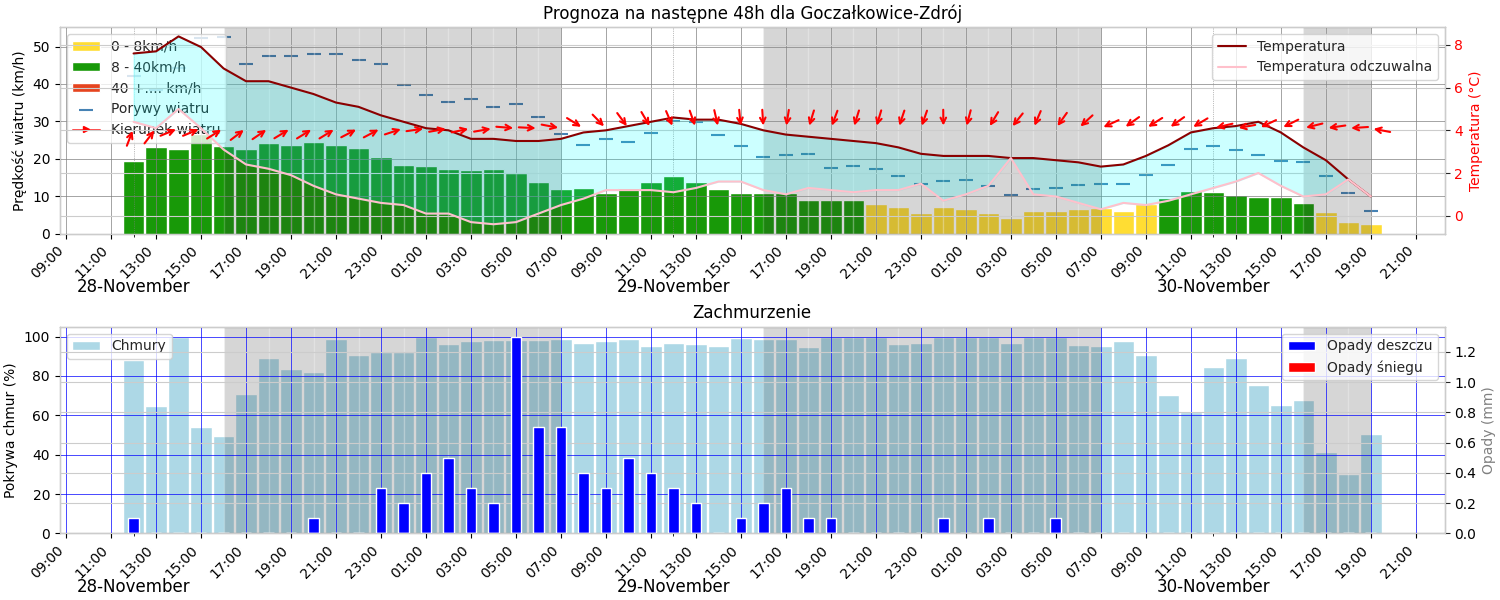 Prognoza na następne 48h dla Goczałkowice-Zdrój
Prędkość wiatru (km/h)
50
40
30
20
10
0
0 - 8km/h
8 - 40km/h
40 +.... km/h
Porywy wiatru
Kierunek wiatru
Temperatura
Temperatura odczuwalna
8
6
4
2
0
Temperatura (°C)
09:00 11:00 13:00 15:00 17:00 19:00 21:00 23:00 01:00 03:00 05:00 07:00 09:00 11:00 13:00 15:00 17:00 19:00 21:00 23:00 01:00 03:00 05:00 07:00 09:00 11:00 13:00 15:00 17:00 19:00 21:00
28-November 29-November 30-November
Zachmurzenie
Pokrywa chmur (%)
100
80
60
40
20
0
Chmury
Opady deszczu
Opady śniegu
1.2
1.0
0.8
0.6
0.4
0.2
0.0
Opady (mm)
09:00 11:00 13:00 15:00 17:00 19:00 21:00 23:00 01:00 03:00 05:00 07:00 09:00 11:00 13:00 15:00 17:00 19:00 21:00 23:00 01:00 03:00 05:00 07:00 09:00 11:00 13:00 15:00 17:00 19:00 21:00
28-November 29-November 30-November